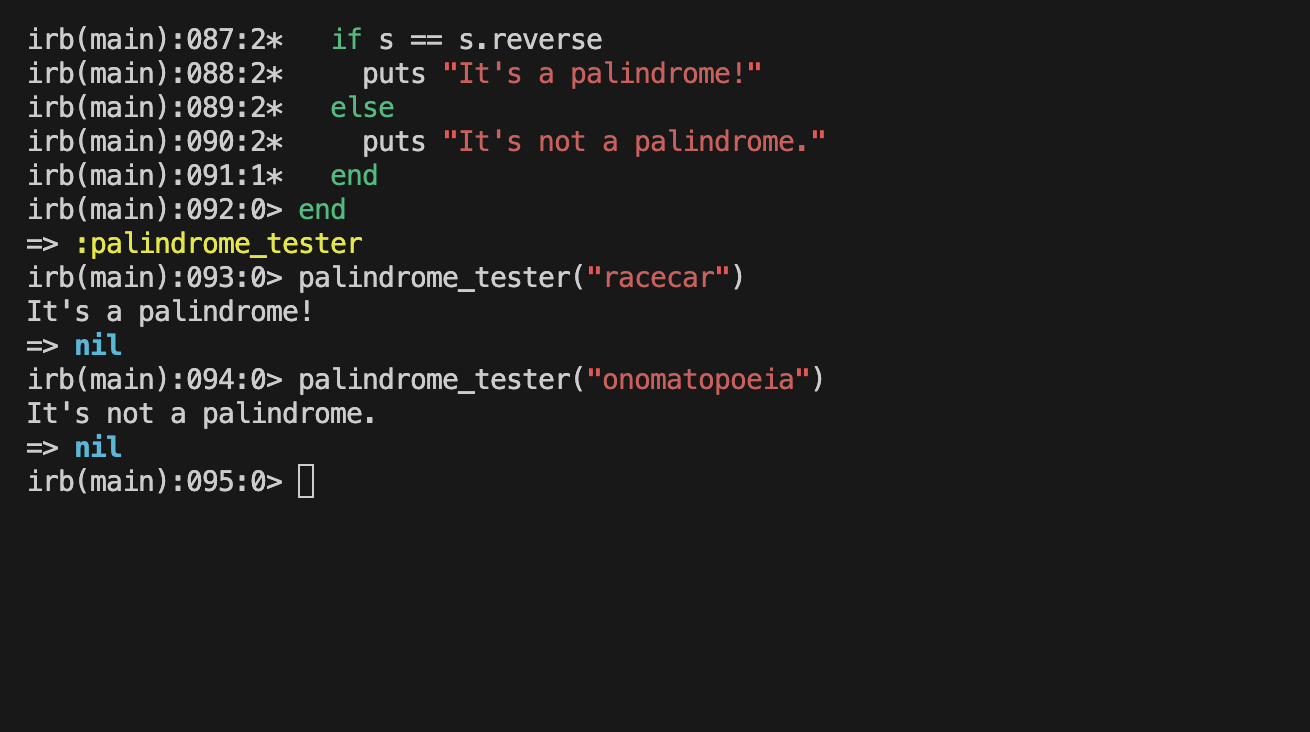 irb(main):087:2*   if s == s.reverse
irb(main):088:2*     puts "It's a palindrome!"
irb(main):089:2*   else
irb(main):090:2*     puts "It's not a palindrome."
irb(main):091:1*   end
irb(main):092:0> end
=> :palindrome_tester
irb(main):093:0> palindrome_tester("racecar")
It's a palindrome!
=> nil
irb(main):094:0> palindrome_tester("onomatopoeia")
It's not a palindrome.
=> nil
irb(main):095:0>